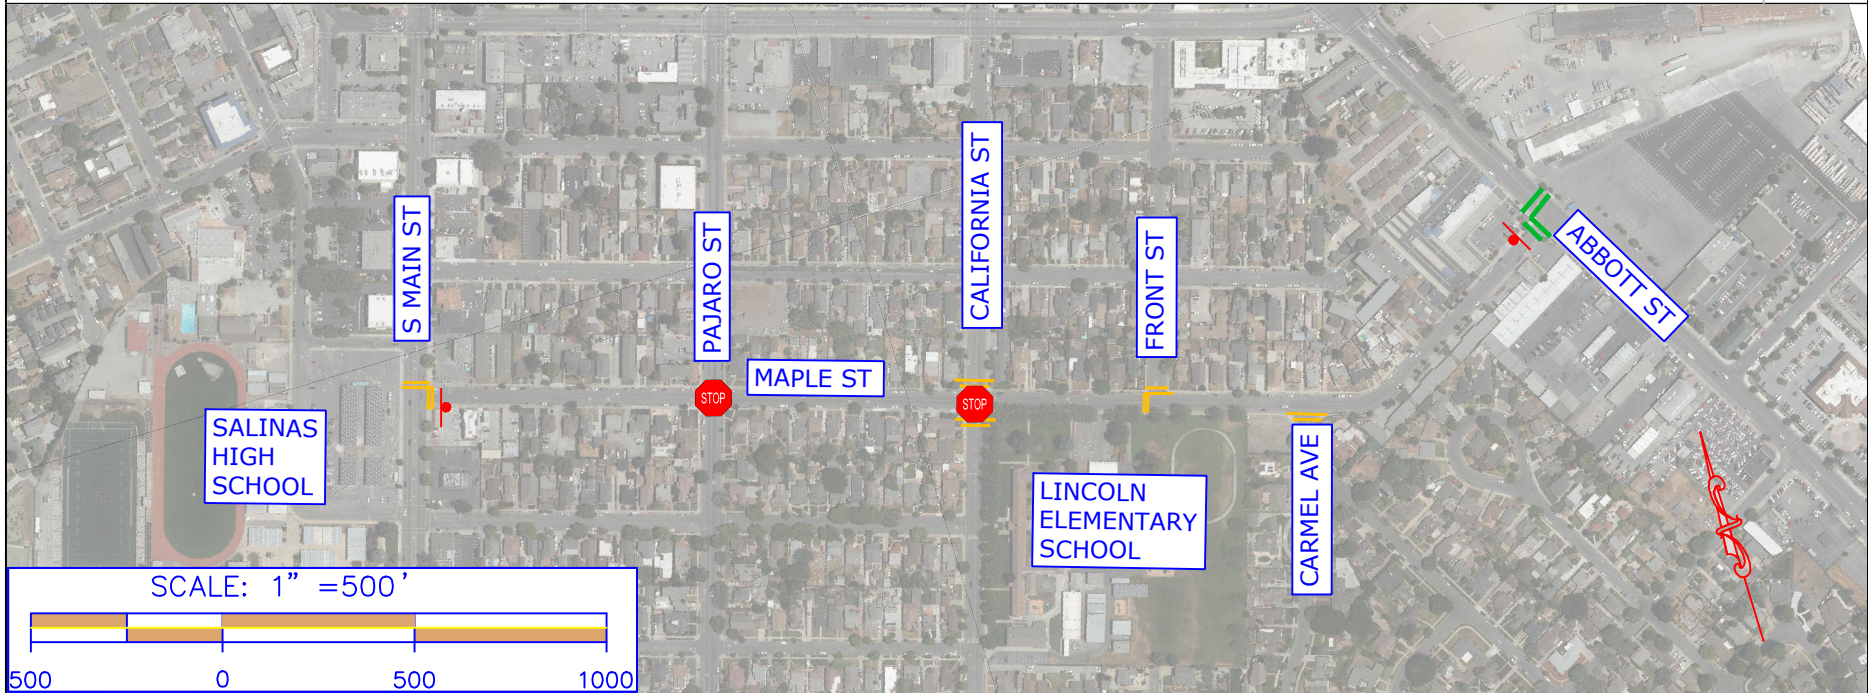 S MAIN ST
PAJARO ST
CALIFORNIA ST
FRONT ST
ABBOTT ST
MAPLE ST
STOP
STOP
SALINAS
HIGH
SCHOOL
LINCOLN
ELEMENTARY
SCHOOL
CARMEL AVE
SCALE: 1” =500'
500 0 500 1000